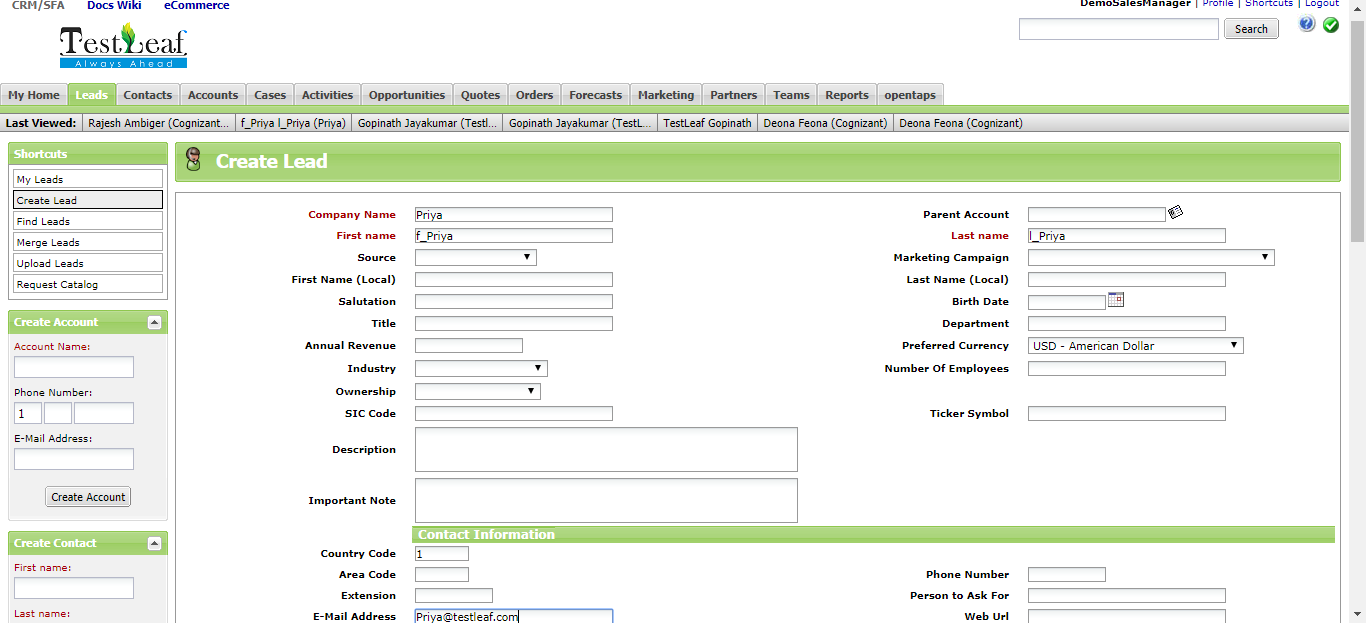 CRM/SFA Docs Wiki eCommerce
DemoSalesManager | Profile | Shortcuts | Logout
TestLeaf
Always Ahead
Search
My Home Leads Contacts Accounts Cases Activities Opportunities Quotes Orders Forecasts Marketing Partners Teams Reports opentaps
Last Viewed: Rajesh Ambiger (Cognizant... f_Priya l_Priya (Priya) Gopinath Jayakumar (Testl... Gopinath Jayakumar (TestL... TestLeaf Gopinath Deona Feona (Cognizant) Deona Feona (Cognizant)
Shortcuts
My Leads
Create Lead
Find Leads
Merge Leads
Upload Leads
Request Catalog
Create Account
Account Name:
Phone Number:
1
E-Mail Address:
Create Account
Create Contact
First name:
Last name:
Create Lead
Company Name Priya Parent Account
First name f_Priya Last name l_Priya
Source Marketing Campaign
First Name (Local) Last Name (Local)
Salutation Birth Date
Title Department
Annual Revenue Preferred Currency USD - American Dollar
Industry Number Of Employees
Ownership
SIC Code Ticker Symbol
Description
Important Note
Contact Information
Country Code 1
Area Code Phone Number
Extension Person to Ask For
E-Mail Address Priya@testleaf.com Web Url